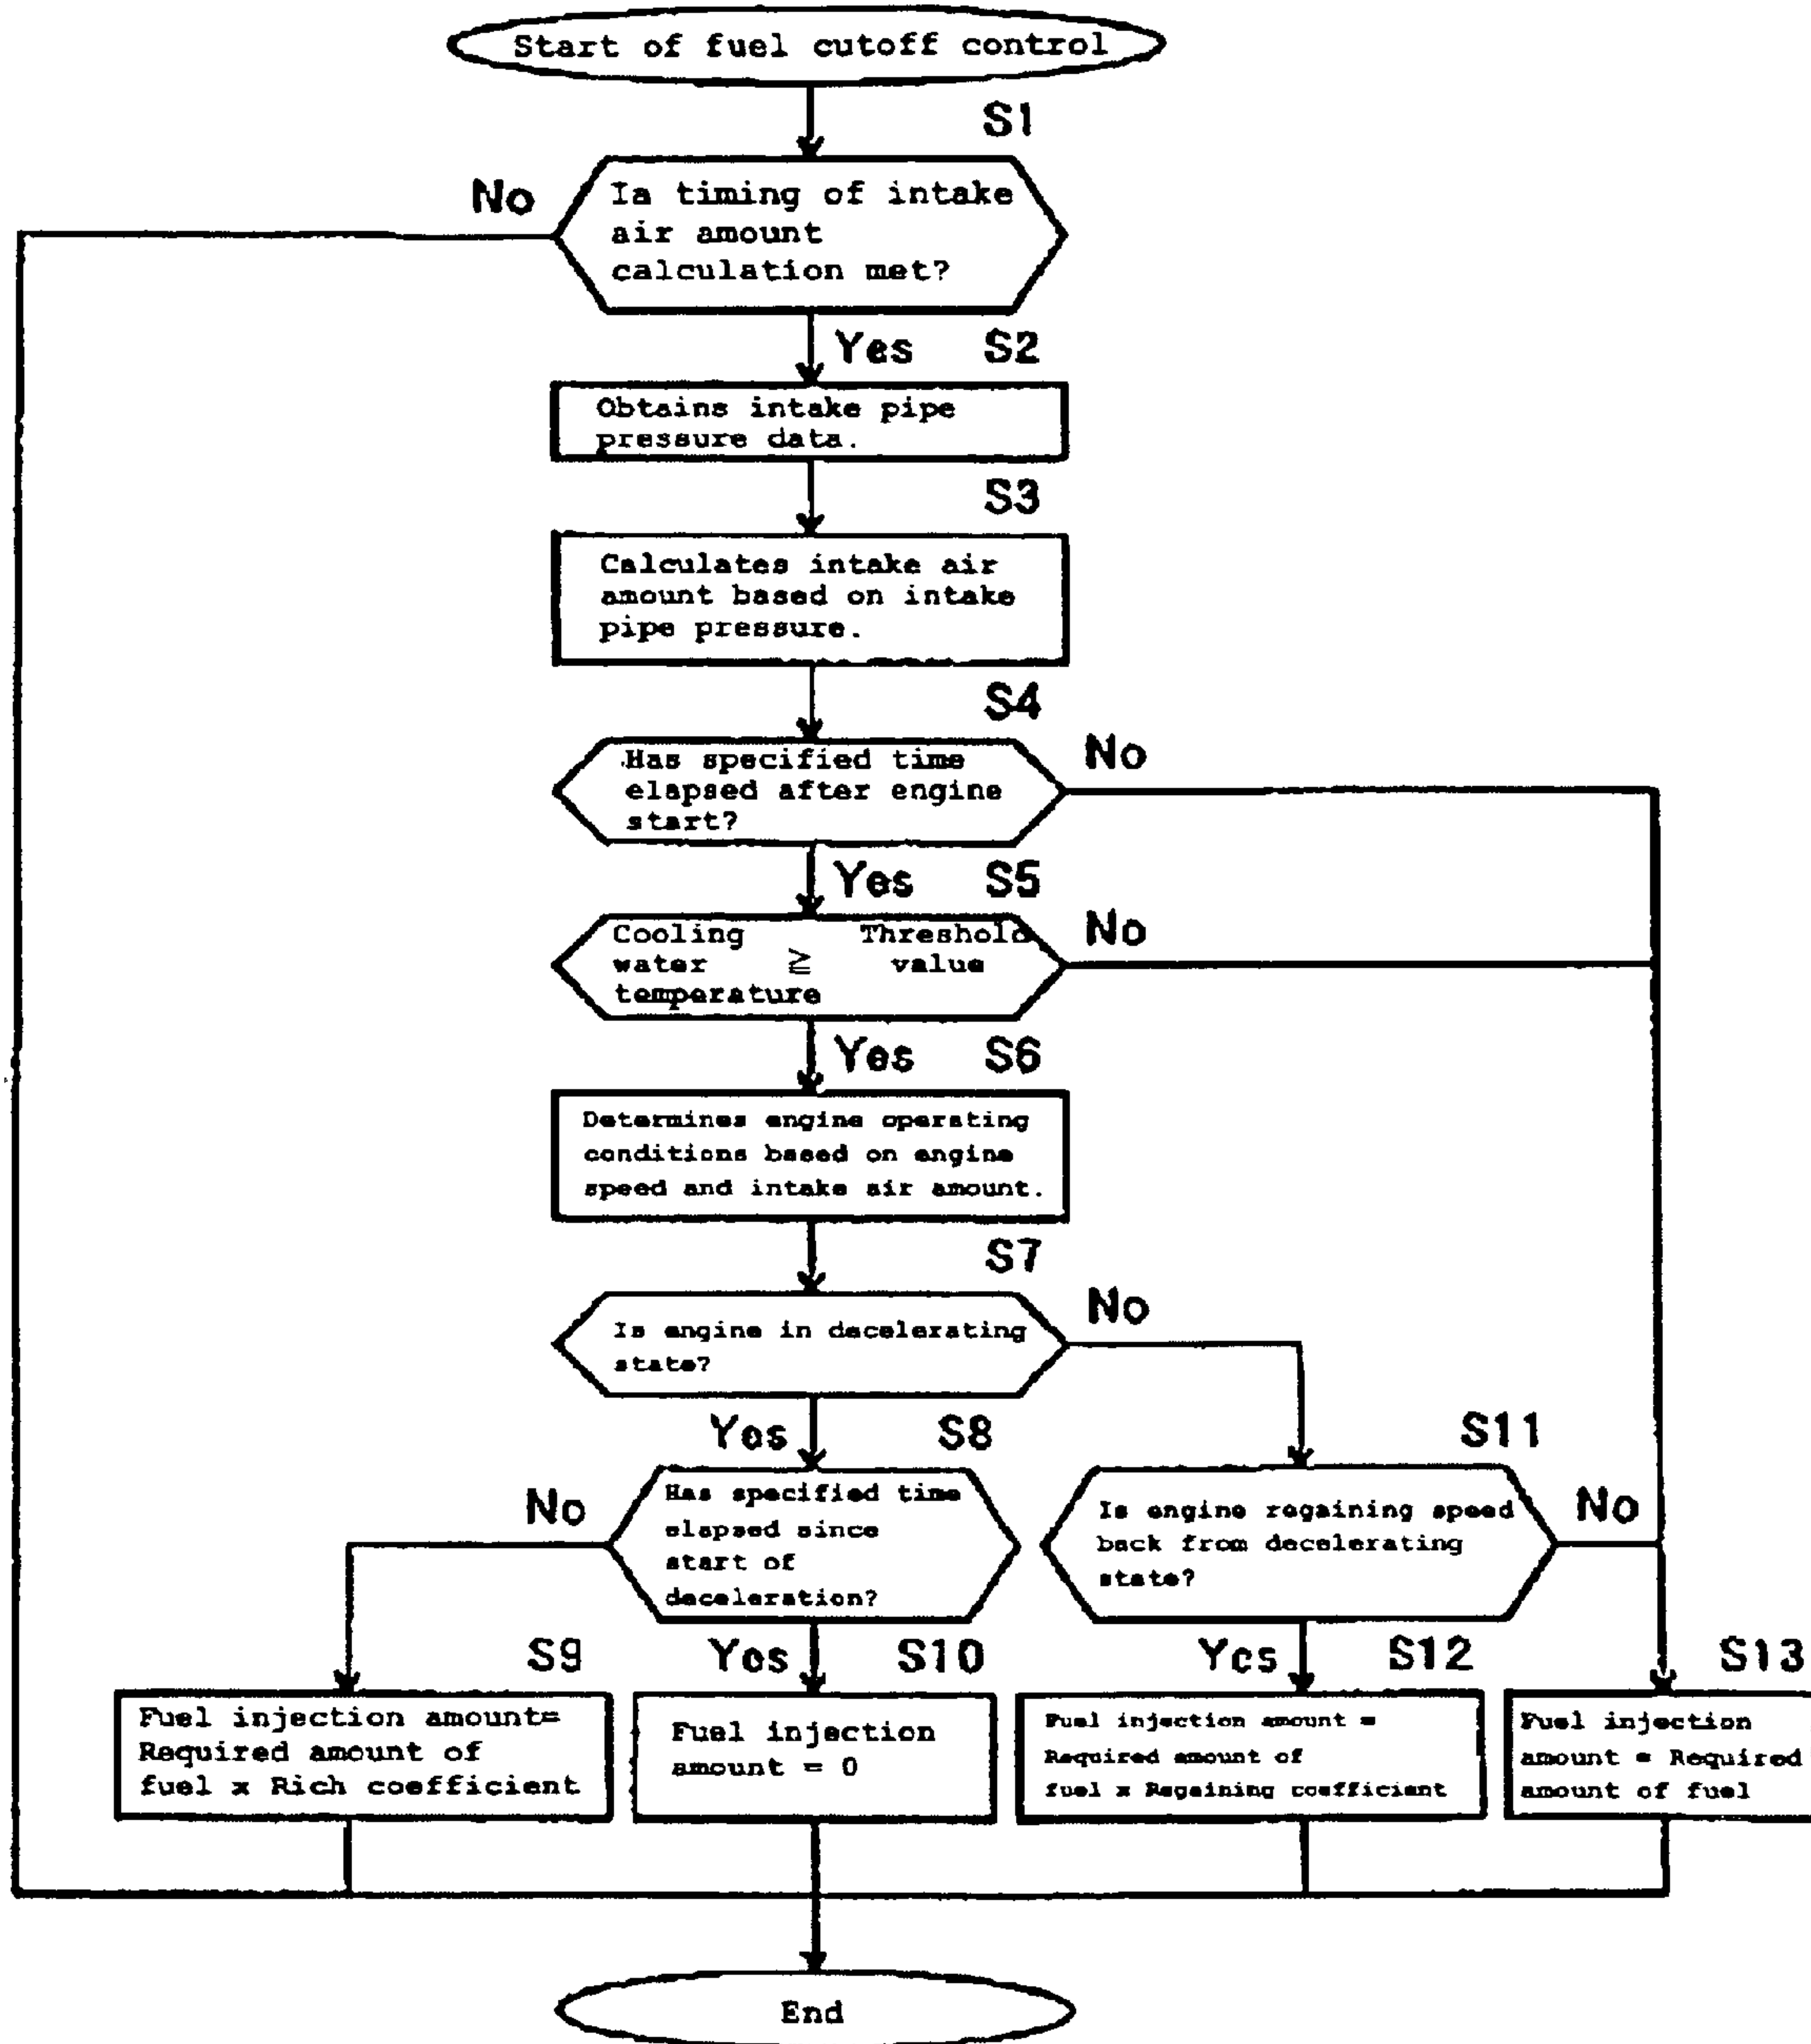 Start of fuel cutoff control
S1
No
Ia timing of intake
air amount
calculation met?
Yes
S2
Obtains intake pipe
pressure data.
S3
Calculates intake air
amount based on intake
pipe pressure.
S4
No
Has specified time
elapsed after engine
start?
Yes
S5
No
Cooling Threshold
water ≧ value
temperature
Yes
S6
Determines engine operating
conditions based on engine
speed and intake air amount.
S7
No
Is engine in decelerating
state?
Yes
S8
S11
No
Has specified time
elapsed since
start of
deceleration?
Is engine regaining speed
back from decelerating
state?
No
S9
Yes
S10
Yes
S12
S13
Fuel injection amount=
Required amount of
fuel x Rich coefficient
Fuel injection
amount = 0
Fuel injection amount =
Required amount of
fuel x Regaining coefficient
Fuel injection
amount = Required
amount of fuel
End